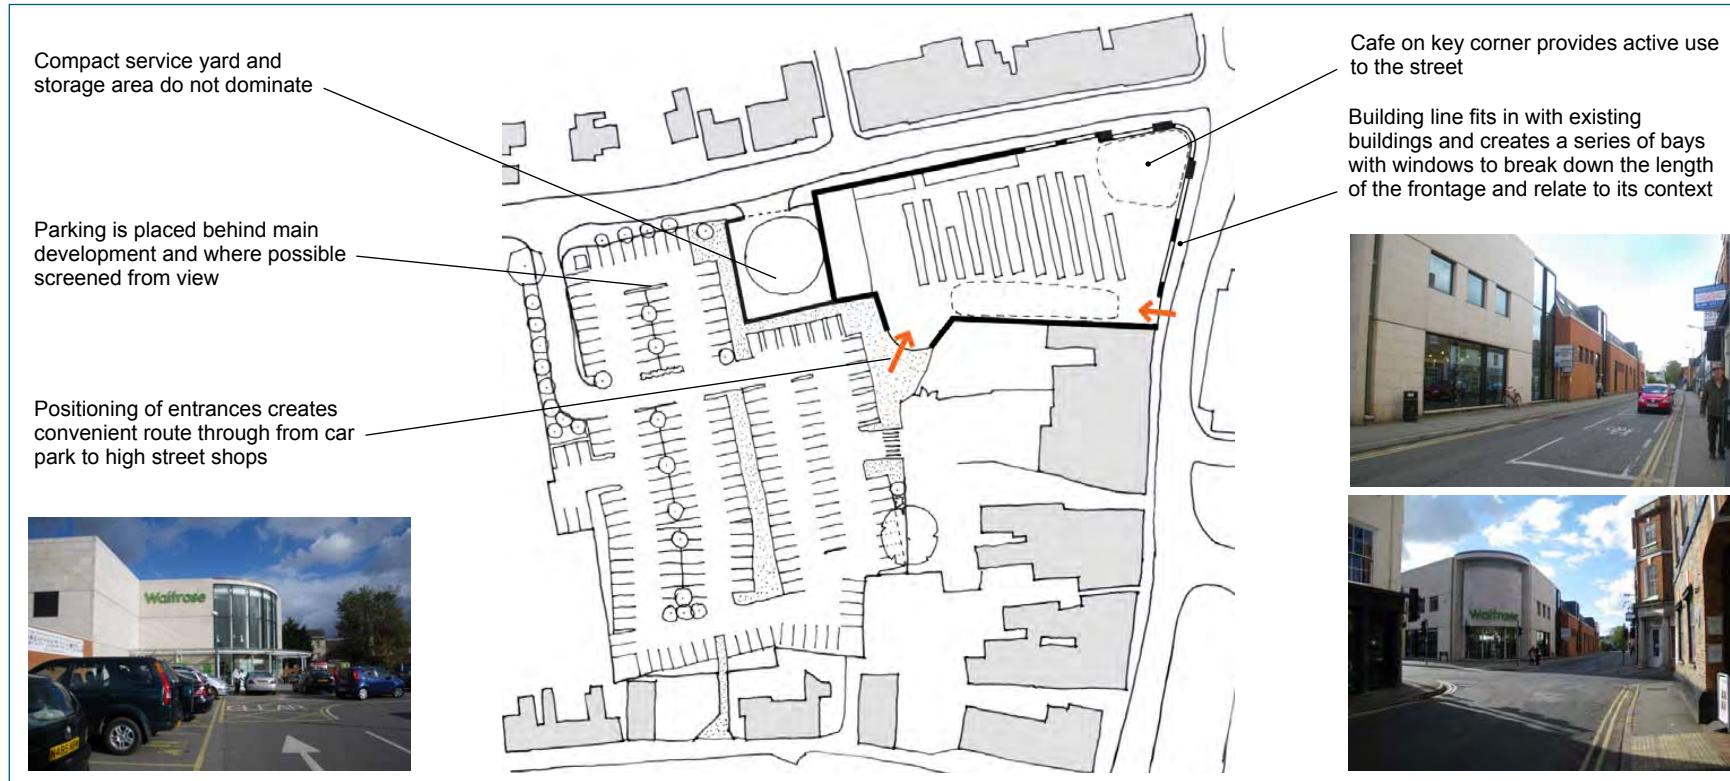 Compact service yard and
storage area do not dominate
Parking is placed behind main
development and where possible
screened from view
Positioning of entrances creates
convenient route through from car
park to high street shops
Waitrose
CLEAR
Cafe on key corner provides active use
to the street
Building line fits in with existing
buildings and creates a series of bays
with windows to break down the length
of the frontage and relate to its context
Waitrose